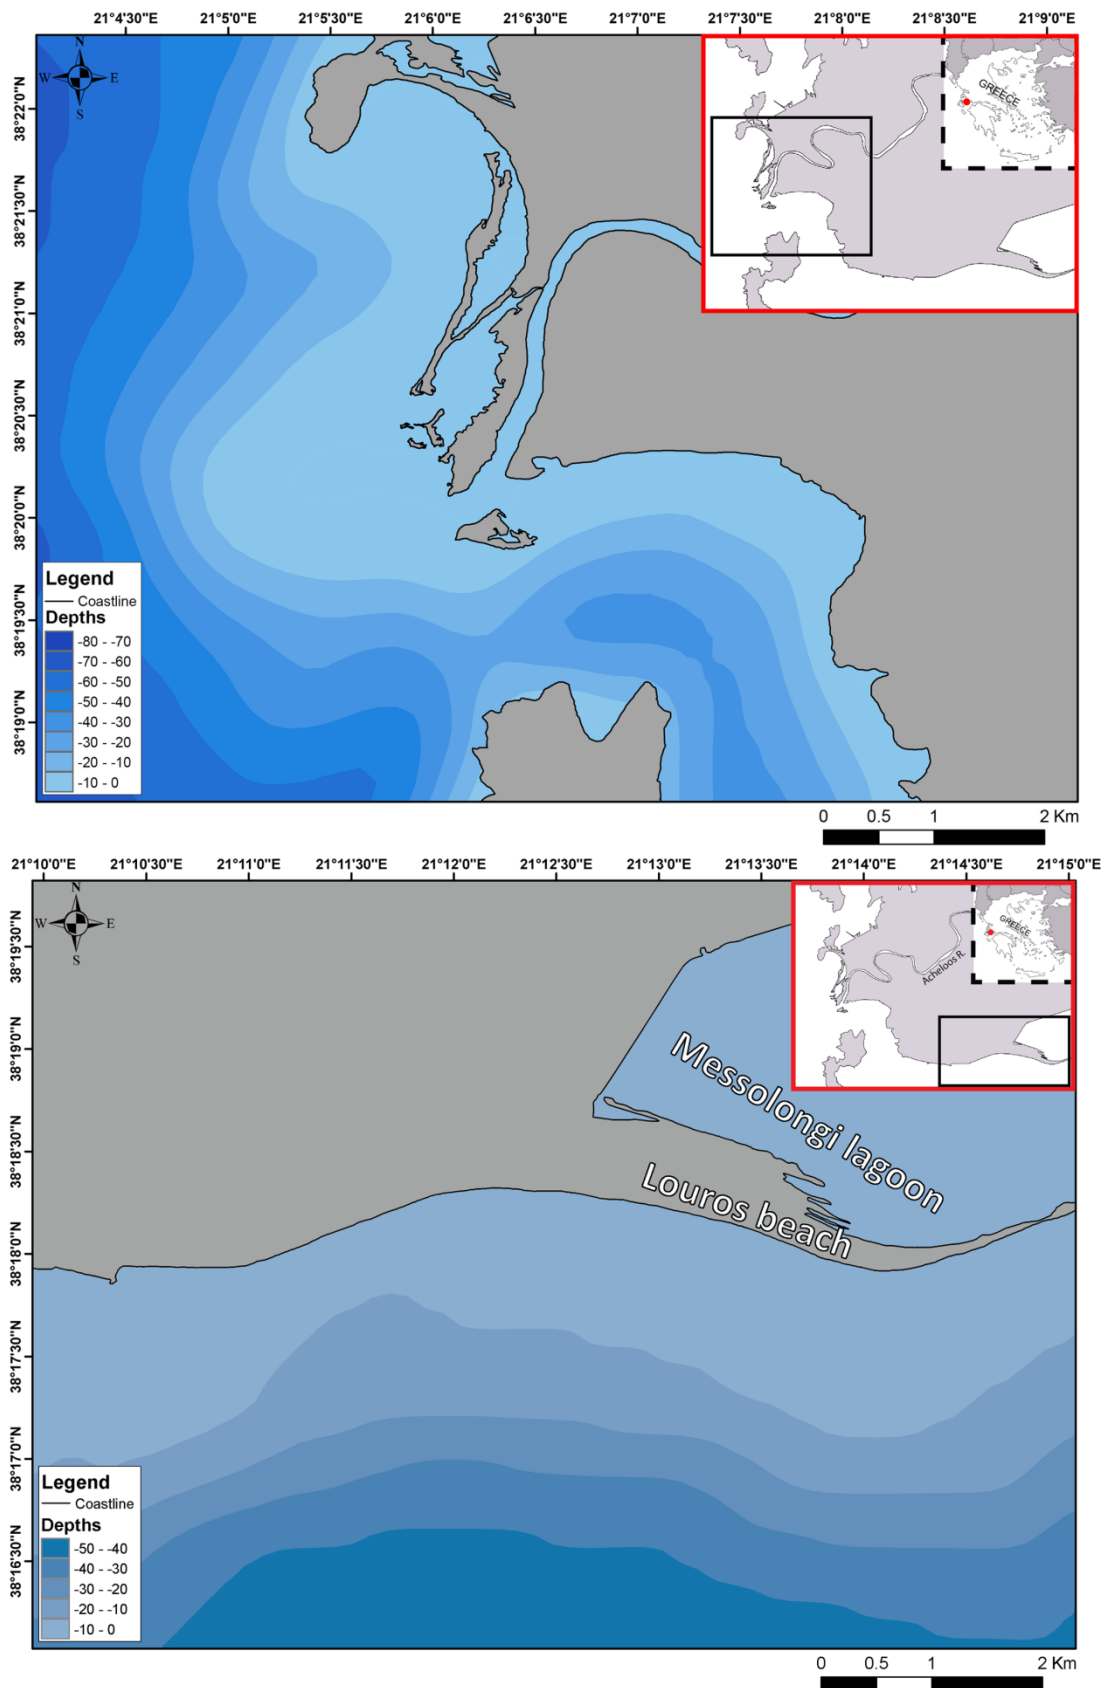 21°4'30"E 21°5'0"E 21°5'30"E 21°6'0"E 21°6'30"E 21°7'0"E 21°7'30"E 21°8'0"E 21°8'30"E 21°9'0"E
N
W E
S
GREECE
38°22'0"N
38°21'30"N
38°21'0"N
38°20'30"N
38°20'0"N
38°19'30"N
38°19'0"N
Legend
Coastline
Depths
-80 - -70
-70 - -60
-60 - -50
-50 - -40
-40 - -30
-30 - -20
-20 - -10
-10 - 0
0 0.5 1 2 Km
21°10'0"E 21°10'30"E 21°11'0"E 21°11'30"E 21°12'0"E 21°12'30"E 21°13'0"E 21°13'30"E 21°14'0"E 21°14'30"E 21°15'0"E
N
W E
S
GREECE
Acheloos R.
38°19'30"N
38°19'0"N
38°18'30"N
38°18'0"N
38°17'30"N
38°17'0"N
38°16'30"N
Messolongi lagoon
Louros beach
Legend
Coastline
Depths
-50 - -40
-40 - -30
-30 - -20
-20 - -10
-10 - 0
0 0.5 1 2 Km